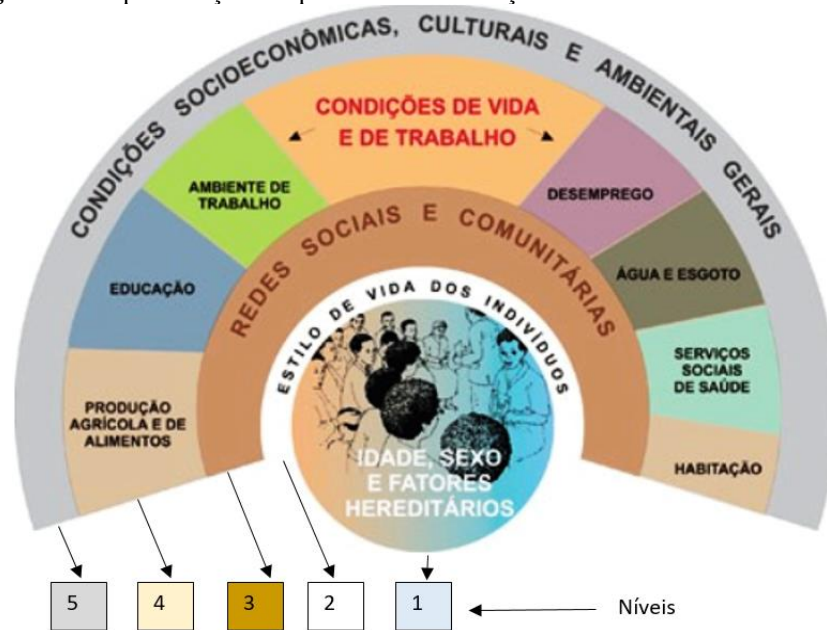 CONDIÇÕES SOCIOECONÔMICAS, CULTURAIS E AMBIENTAIS GERAIS
CONDIÇÕES DE VIDA
E DE TRABALHO
AMBIENTE DE
TRABALHO
DESEMPREGO
EDUCAÇÃO
ÁGUA E ESGOTO
REDES SOCIAIS E COMUNITÁRIAS
SERVIÇOS
SOCIAIS
DE SAÚDE
PRODUÇÃO
AGRÍCOLA E DE
ALIMENTOS
HABITAÇÃO
ESTILO DE VIDA DOS INDIVÍDUOS
IDADE, SEXO
E FATORES
HEREDITÁRIOS
5 4 3 2 1 Níveis